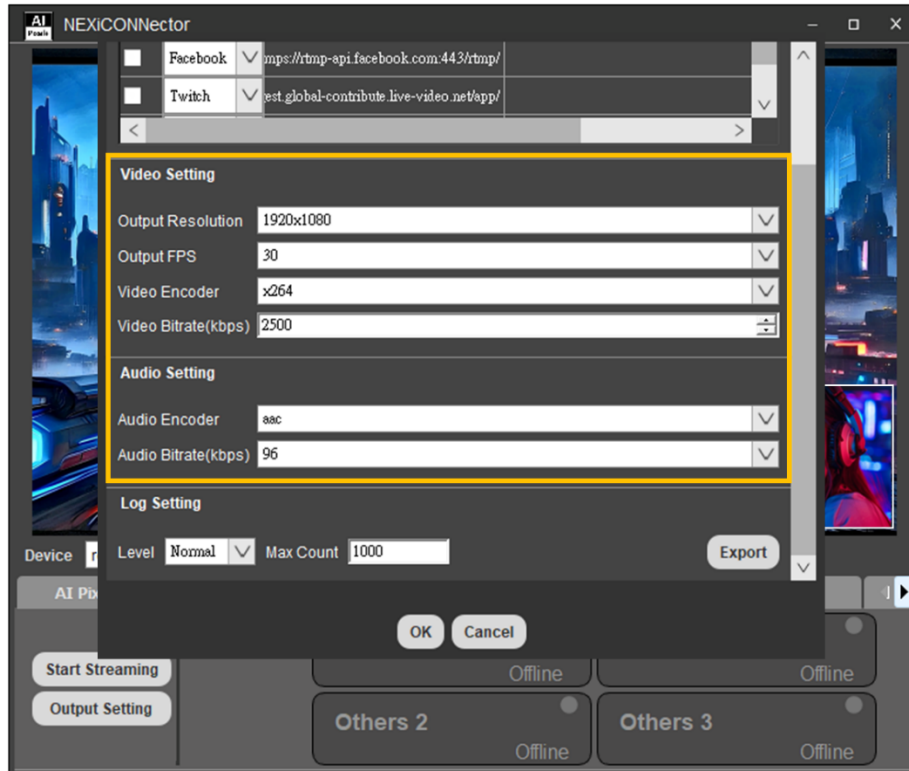 AI
Pixels
NEXiCONNector
Facebook
mps://rtmp-api.facebook.com:443/rtmp/
Twitch
est.global-contribute.live-video.net/app/
Video Setting
Output Resolution 1920x1080
Output FPS 30
Video Encoder x264
Video Bitrate(kbps) 2500
Audio Setting
Audio Encoder aac
Audio Bitrate(kbps) 96
Log Setting
Level Normal Max Count 1000 Export
Device
AI Pix
OK Cancel
Start Streaming
Offline Offline
Output Setting
Others 2 Others 3
Offline Offline